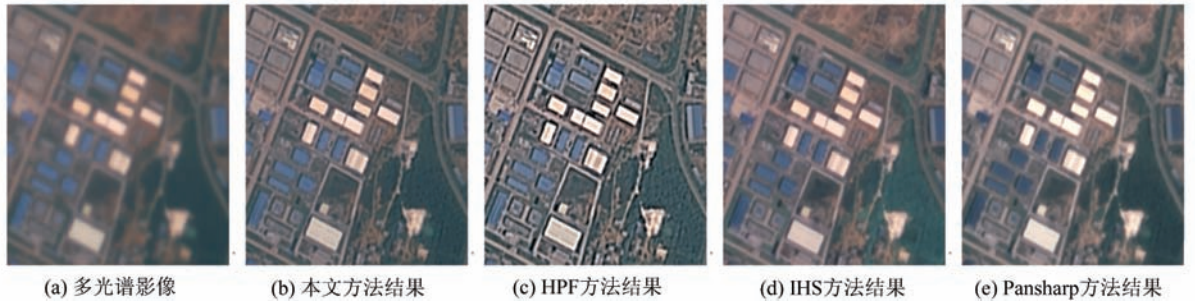 (a) 多光谱影像
(b) 本文方法结果
(c) HPF方法结果
(d) IHS方法结果
(e) Pansharp方法结果